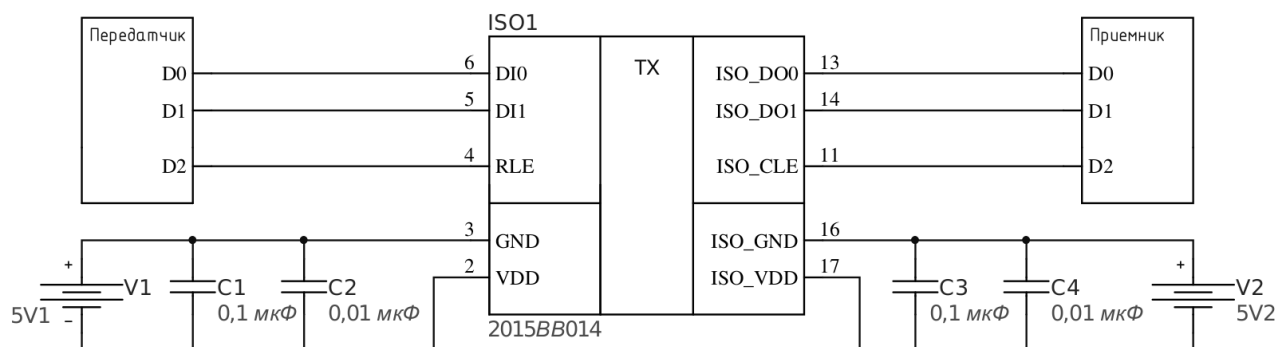 ISO1
Передатчик
TX
Приемник
D0 6 DI0 ISO_DO0 13 D0
D1 5 DI1 ISO_DO1 14 D1
D2 4 RLE ISO_CLE 11 D2
3 GND ISO_GND 16
2 VDD ISO_VDD 17
+ V1 C1 C2 C3 C4 + V2
5V1 − 0,1 мкФ 0,01 мкФ 0,1 мкФ 0,01 мкФ 5V2
2015ВВ014